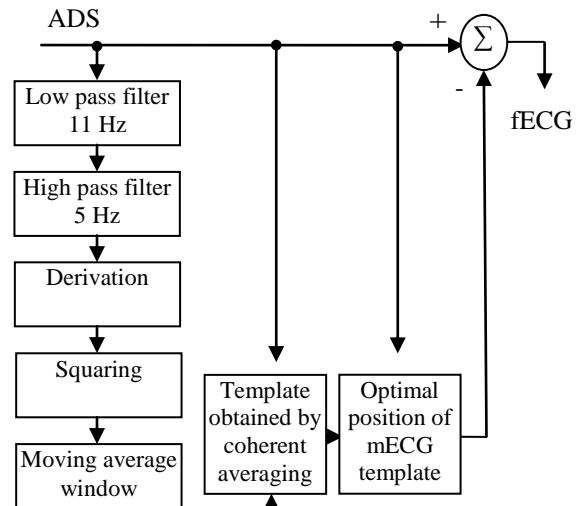 ADS
+
Σ
-
fECG
Low pass filter
11 Hz
High pass filter
5 Hz
Derivation
Squaring
Moving average
window
Template
obtained by
coherent
averaging
Optimal
position of
mECG
template